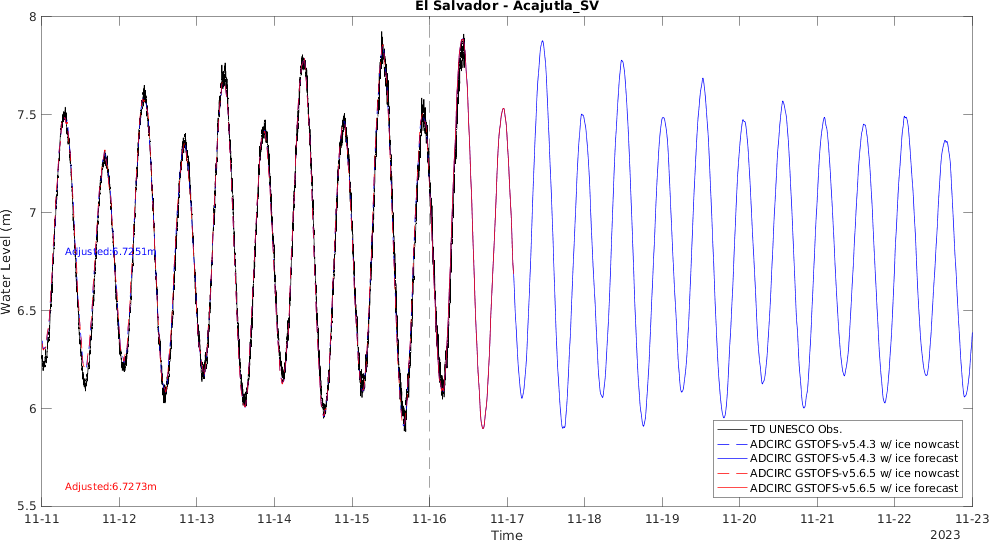 El Salvador - Acajutla_SV
8
7.5
7
6.5
6
5.5
Water Level (m)
Adjusted:6.7251m
Adjusted:6.7273m
TD UNESCO Obs.
ADCIRC GSTOFS-v5.4.3 w/ ice nowcast
ADCIRC GSTOFS-v5.4.3 w/ ice forecast
ADCIRC GSTOFS-v5.6.5 w/ ice nowcast
ADCIRC GSTOFS-v5.6.5 w/ ice forecast
11-11 11-12 11-13 11-14 11-15 11-16 11-17 11-18 11-19 11-20 11-21 11-22 11-23
Time
2023